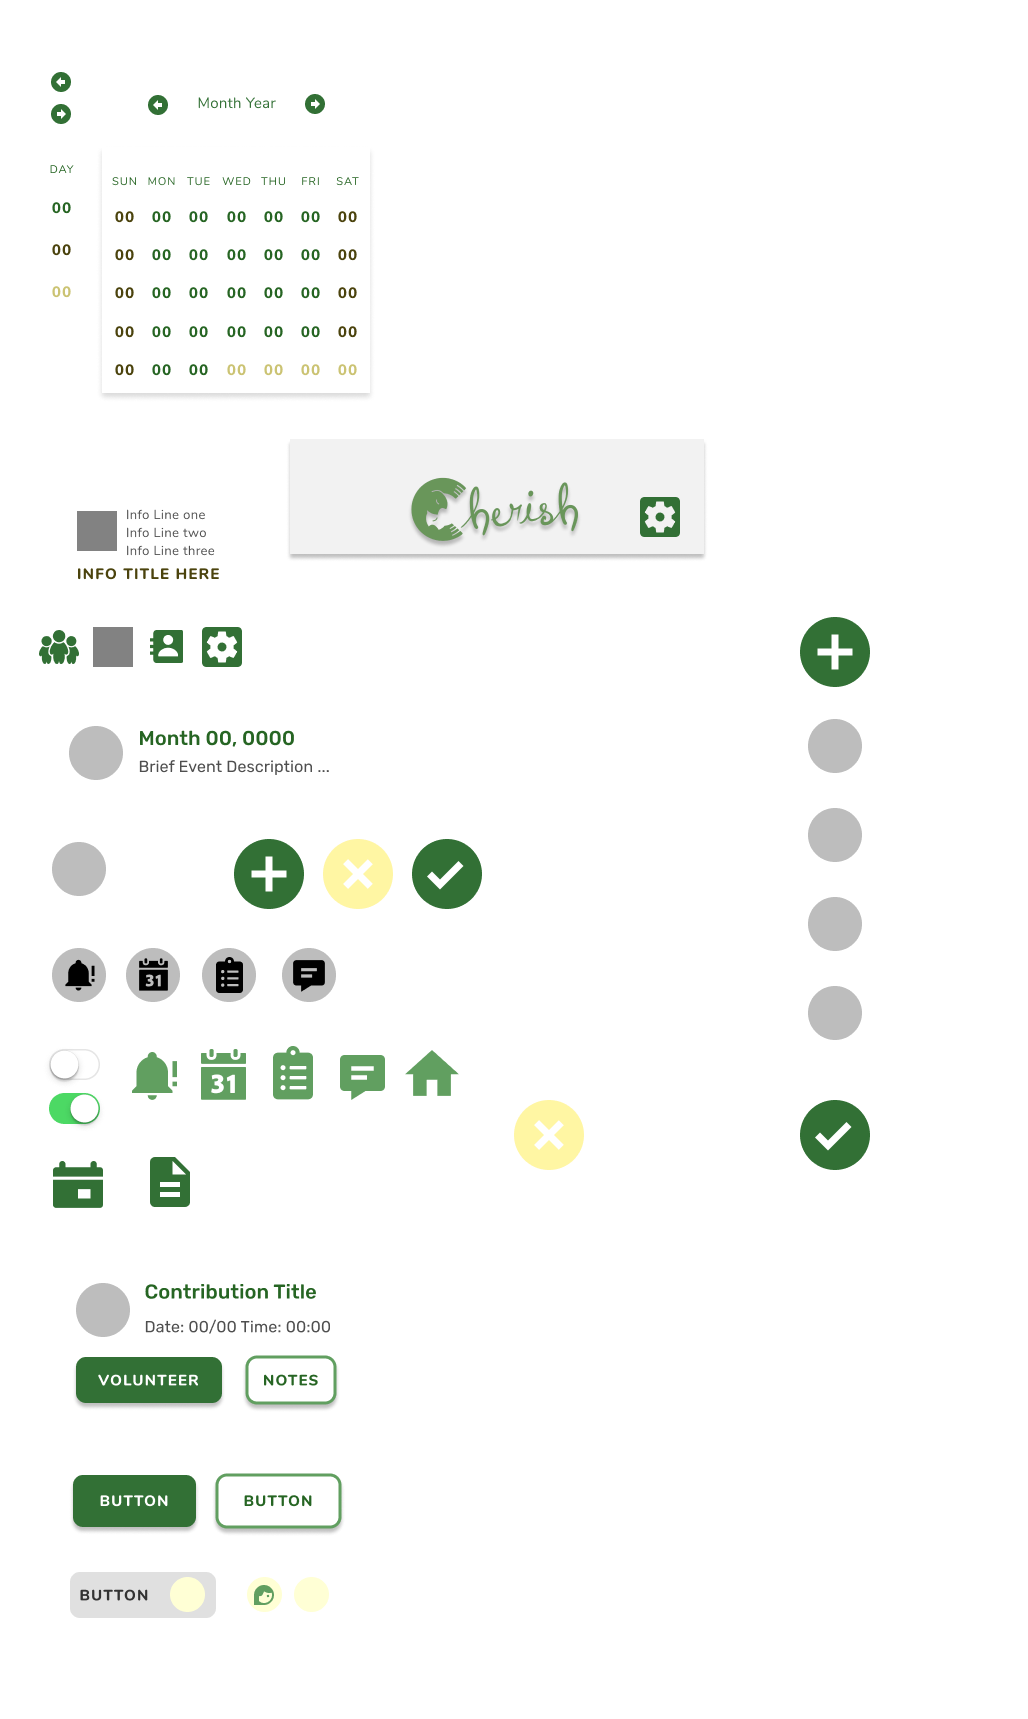 Month Year
DAY
00
00
00
SUN MON TUE WED THU FRI SAT
00 00 00 00 00 00 00
00 00 00 00 00 00 00
00 00 00 00 00 00 00
00 00 00 00 00 00 00
00 00 00 00 00 00 00
Cherish
Info Line one
Info Line two
Info Line three
INFO TITLE HERE
Month 00, 0000
Brief Event Description ...
31
31
Contribution Title
Date: 00/00 Time: 00:00
VOLUNTEER NOTES
BUTTON BUTTON
BUTTON